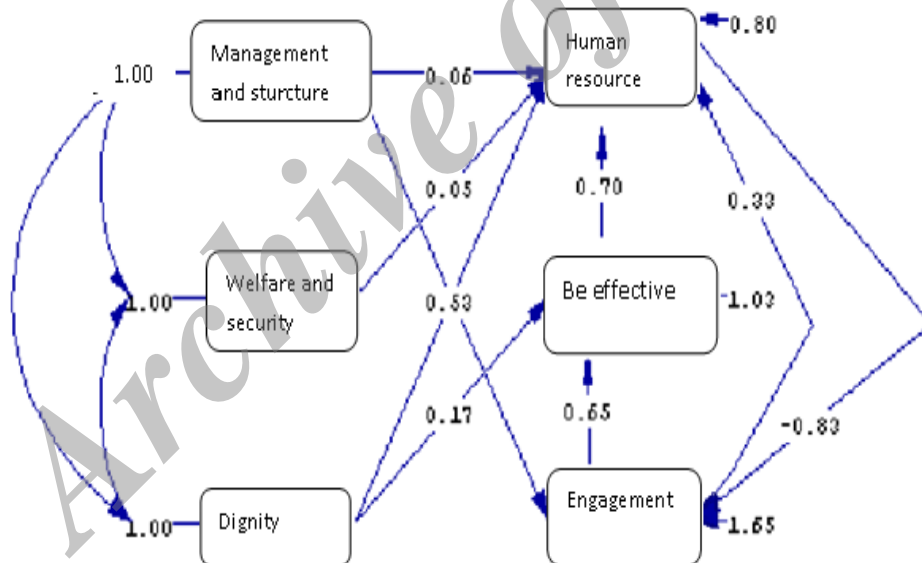 Human
resource
0.80
Management
and sturcture
1.00
0.06
0.05
0.70
0.33
Welfare and
security
1.00
0.53
Be effective
1.03
0.17
0.65
-0.83
Dignity
1.00
Engagement
1.65
Archive of